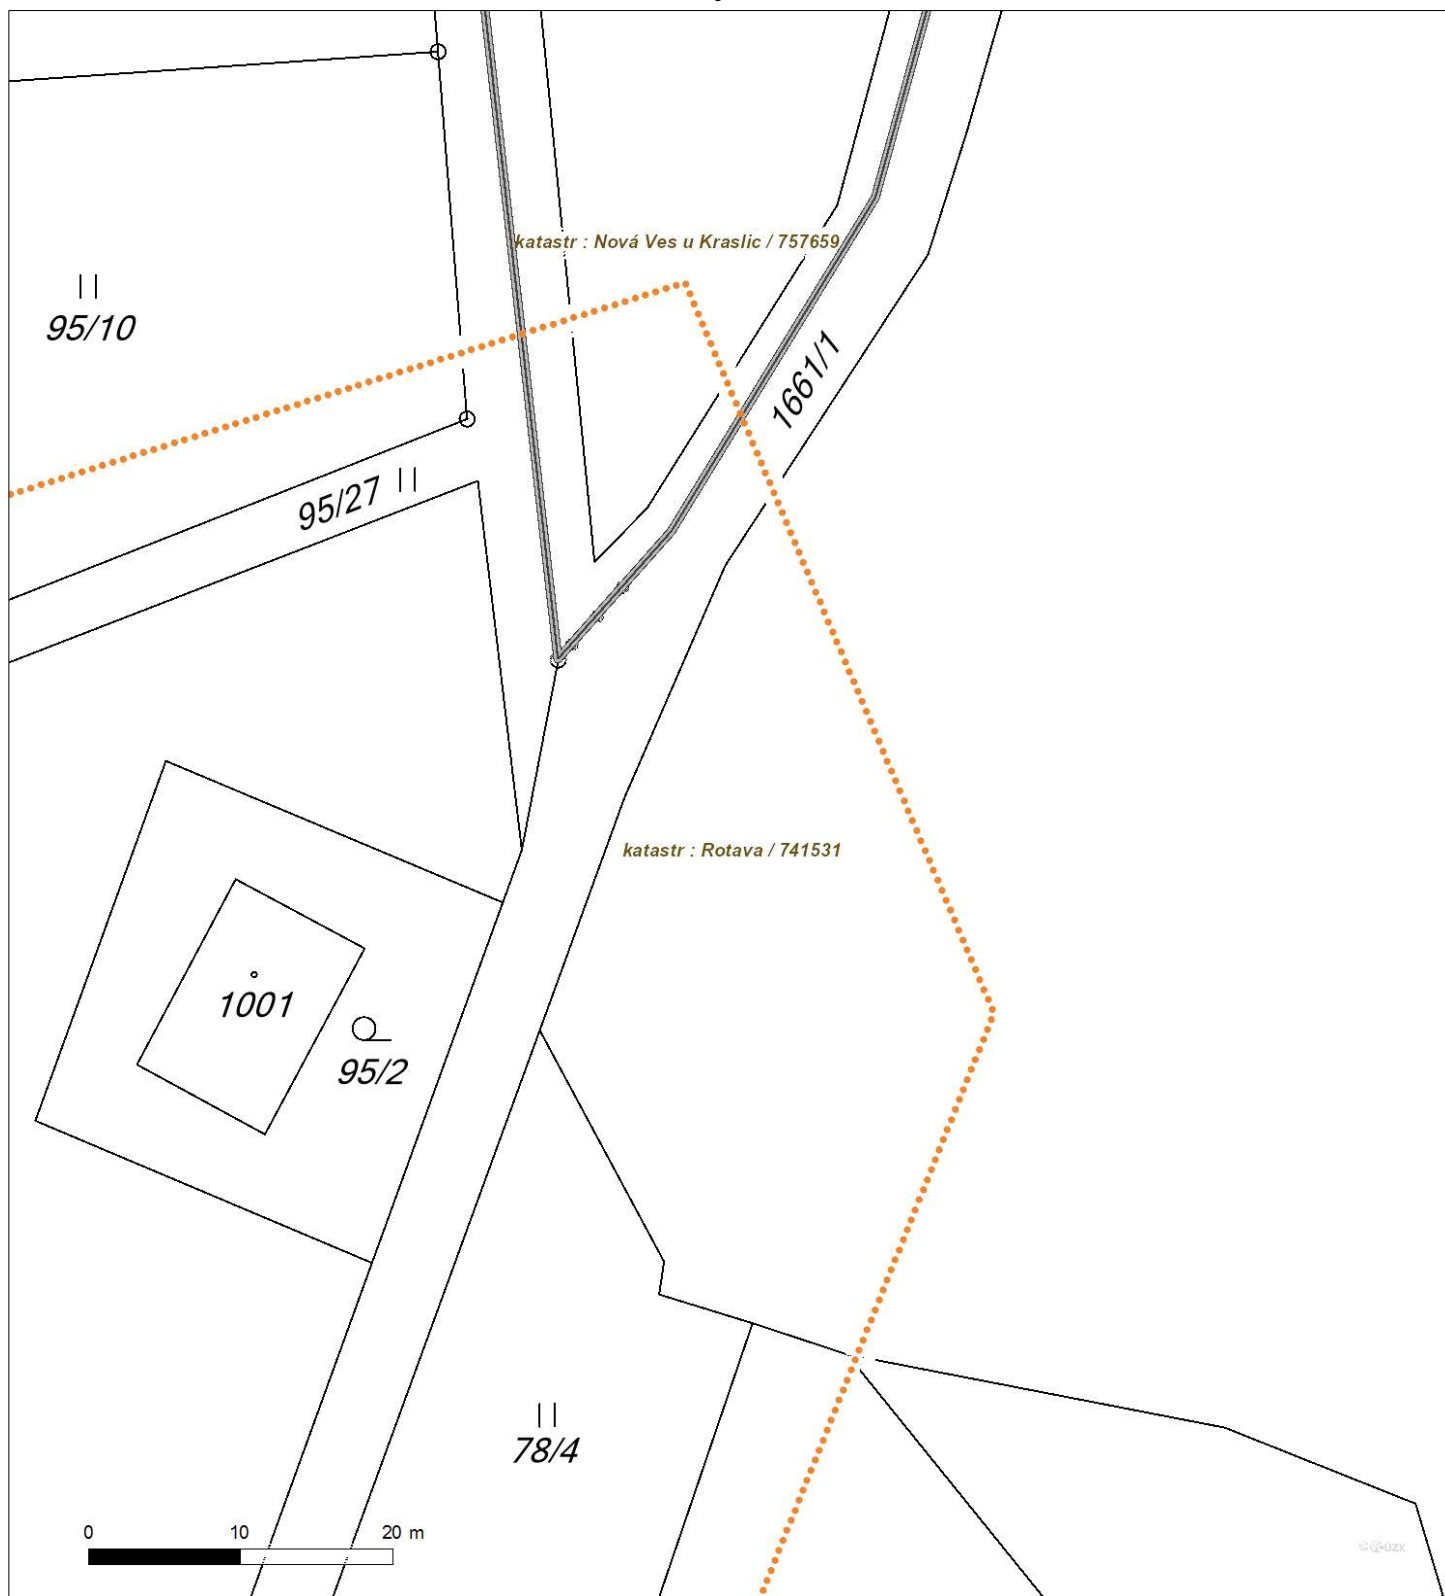 katastr : Nová Ves u Kraslic / 757659
95/10
1661/1
95/27
katastr : Rotava / 741531
1001
95/2
78/4
0 10 20 m